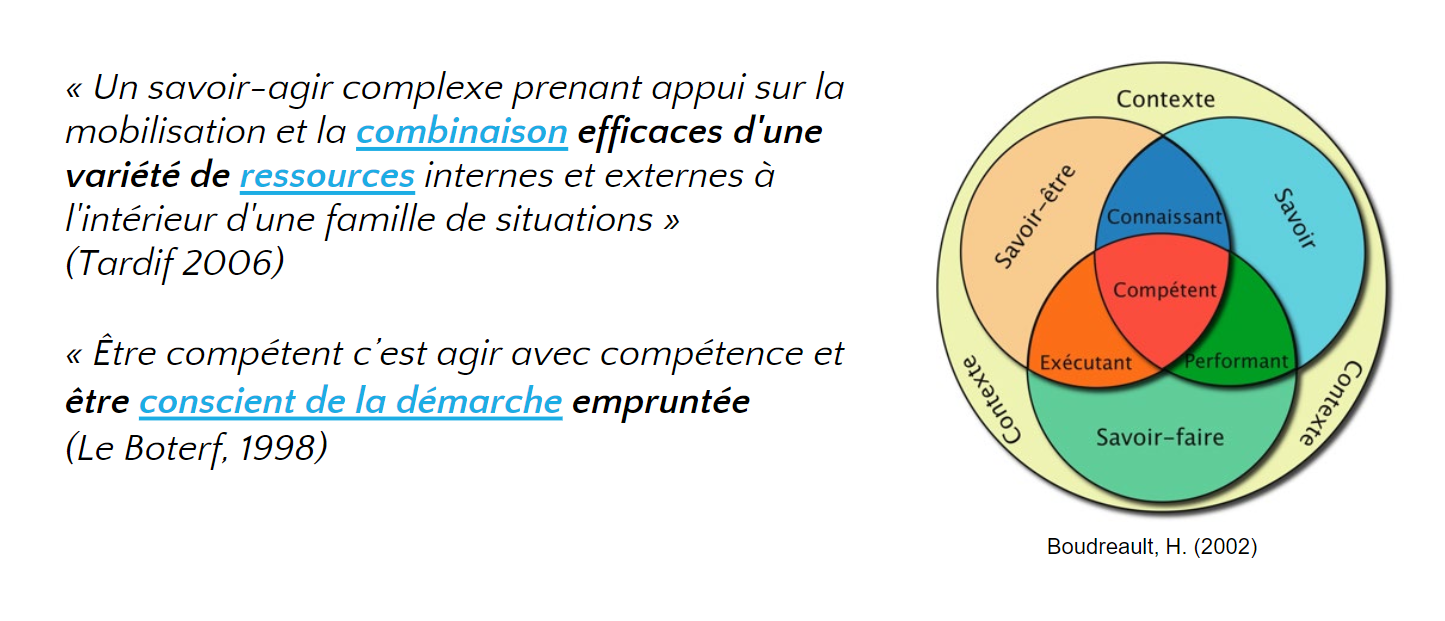 « Un savoir-agir complexe prenant appui sur la
mobilisation et la combinaison efficaces d'une
variété de ressources internes et externes à
l'intérieur d'une famille de situations »
(Tardif 2006)
« Être compétent c’est agir avec compétence et
être conscient de la démarche empruntée
(Le Boterf, 1998)
Contexte
Savoir-être
Savoir
Connaissant
Compétent
Exécutant
Performant
Contexte
Contexte
Savoir-faire
Boudreault, H. (2002)